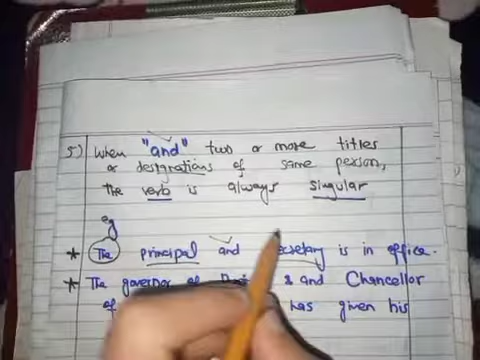 5) When "and" two or more titles
or designations of same person,
the verb is always singular
eg
* The principal and secretary is in office.
* The governor of and Chancellor
of has given his